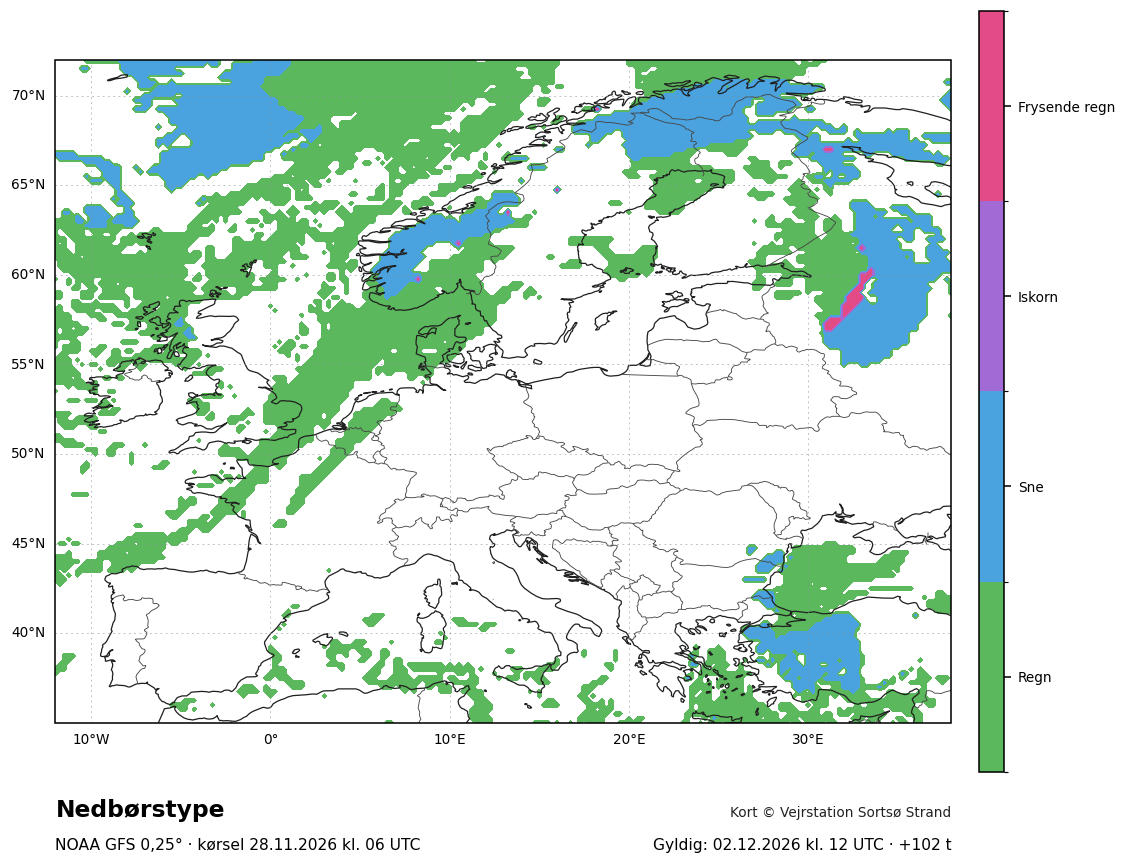 70°N
65°N
60°N
55°N
50°N
45°N
40°N
10°W
0°
10°E
20°E
30°E
Frysende regn
Iskorn
Sne
Regn
Nedbørstype
Kort © Vejrstation Sortsø Strand
NOAA GFS 0,25° · kørsel 28.11.2026 kl. 06 UTC
Gyldig: 02.12.2026 kl. 12 UTC · +102 t